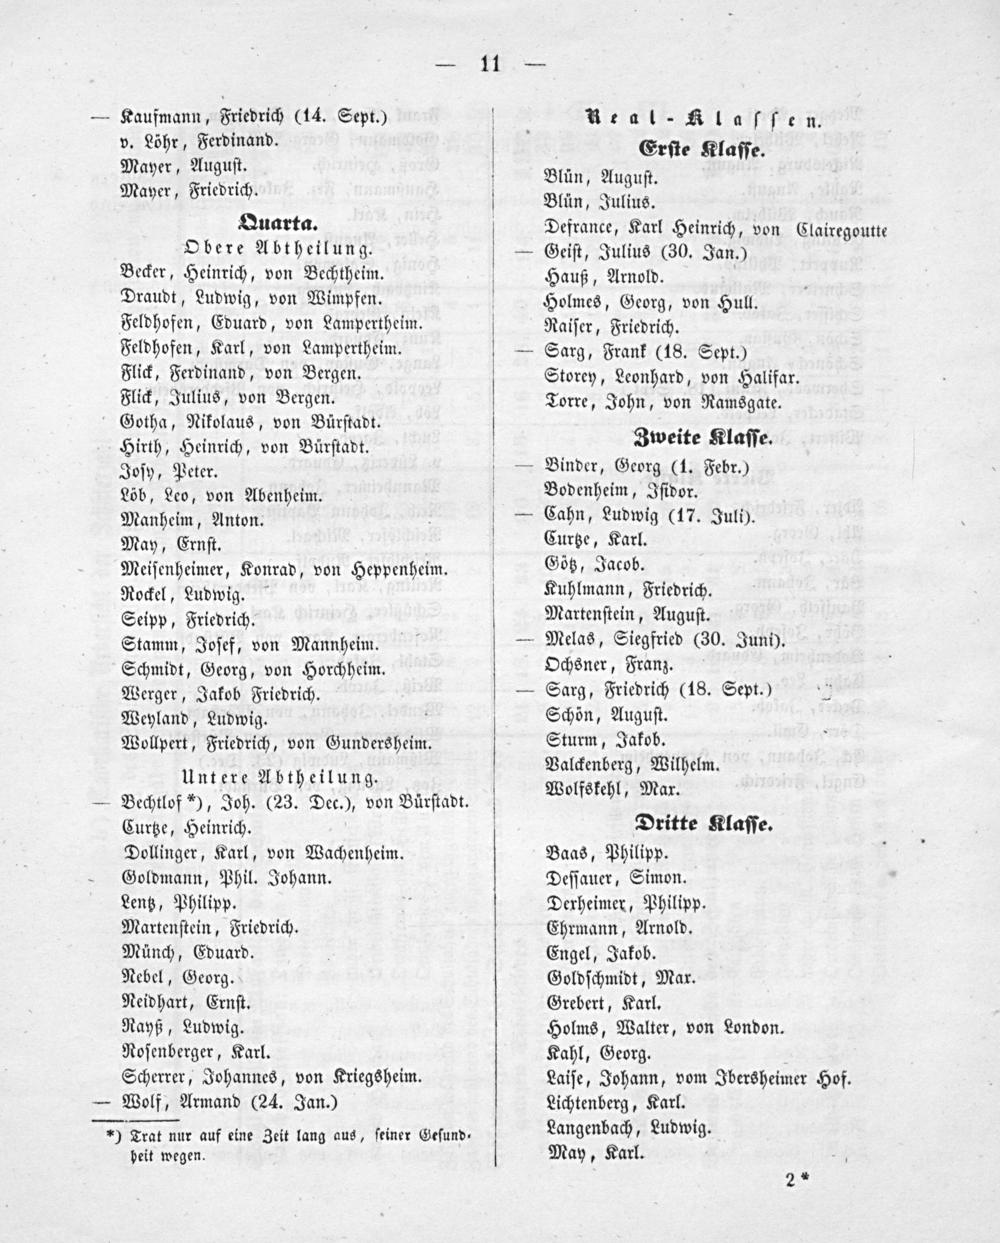 — 11 —
— Kaufmann, Friedrich (14. Sept.)
v. Löhr, Ferdinand.
Mayer, August.
Mayer, Friedrich.
Quarta.
Obere Abtheilung.
Becker, Heinrich, von Bechtheim.
Draudt, Ludwig, von Wimpfen.
Feldhofen, Eduard, von Lampertheim.
Feldhofen, Karl, von Lampertheim.
Flick, Ferdinand, von Bergen.
Flick, Julius, von Bergen.
Gotha, Nikolaus, von Bürstadt.
Hirth, Heinrich, von Bürstadt.
Josy, Peter.
Löb, Leo, von Abenheim.
Manheim, Anton.
May, Ernst.
Meisenheimer, Konrad, von Heppenheim.
Rockel, Ludwig.
Seipp, Friedrich.
Stamm, Josef, von Mannheim.
Schmidt, Georg, von Horchheim.
Werger, Jakob Friedrich.
Weyland, Ludwig.
Wollpert, Friedrich, von Gundersheim.
Untere Abtheilung.
— Bechtlof *), Joh. (23. Dec.), von Bürstadt.
Curtze, Heinrich.
Dollinger, Karl, von Wachenheim.
Goldmann, Phil. Johann.
Lentz, Philipp.
Martenstein, Friedrich.
Münch, Eduard.
Nebel, Georg.
Neidhart, Ernst.
Rayß, Ludwig.
Rosenberger, Karl.
Scherrer, Johannes, von Kriegsheim.
— Wolf, Armand (24. Jan.)
*) Trat nur auf eine Zeit lang aus, seiner Gesund-
heit wegen.
Real-Klassen.
Erste Klasse.
Blün, August.
Blün, Julius.
Defrance, Karl Heinrich, von Clairegoutte
— Geist, Julius (30. Jan.)
Hauß, Arnold.
Holmes, Georg, von Hull.
Raiser, Friedrich.
— Sarg, Frank (18. Sept.)
Storey, Leonhard, von Halifax.
Torre, John, von Ramsgate.
Zweite Klasse.
— Binder, Georg (1. Febr.)
Bodenheim, Isidor.
— Cahn, Ludwig (17. Juli).
Curtze, Karl.
Götz, Jacob.
Kuhlmann, Friedrich.
Martenstein, August.
— Melas, Siegfried (30. Juni).
Ochsner, Franz.
— Sarg, Friedrich (18. Sept.)
Schön, August.
Sturm, Jakob.
Valckenberg, Wilhelm.
Wolfskehl, Max.
Dritte Klasse.
Baas, Philipp.
Dessauer, Simon.
Derheimer, Philipp.
Ehrmann, Arnold.
Engel, Jakob.
Goldschmidt, Max.
Grebert, Karl.
Holms, Walter, von London.
Kahl, Georg.
Laise, Johann, vom Ibersheimer Hof.
Lichtenberg, Karl.
Langenbach, Ludwig.
May, Karl.
2 *